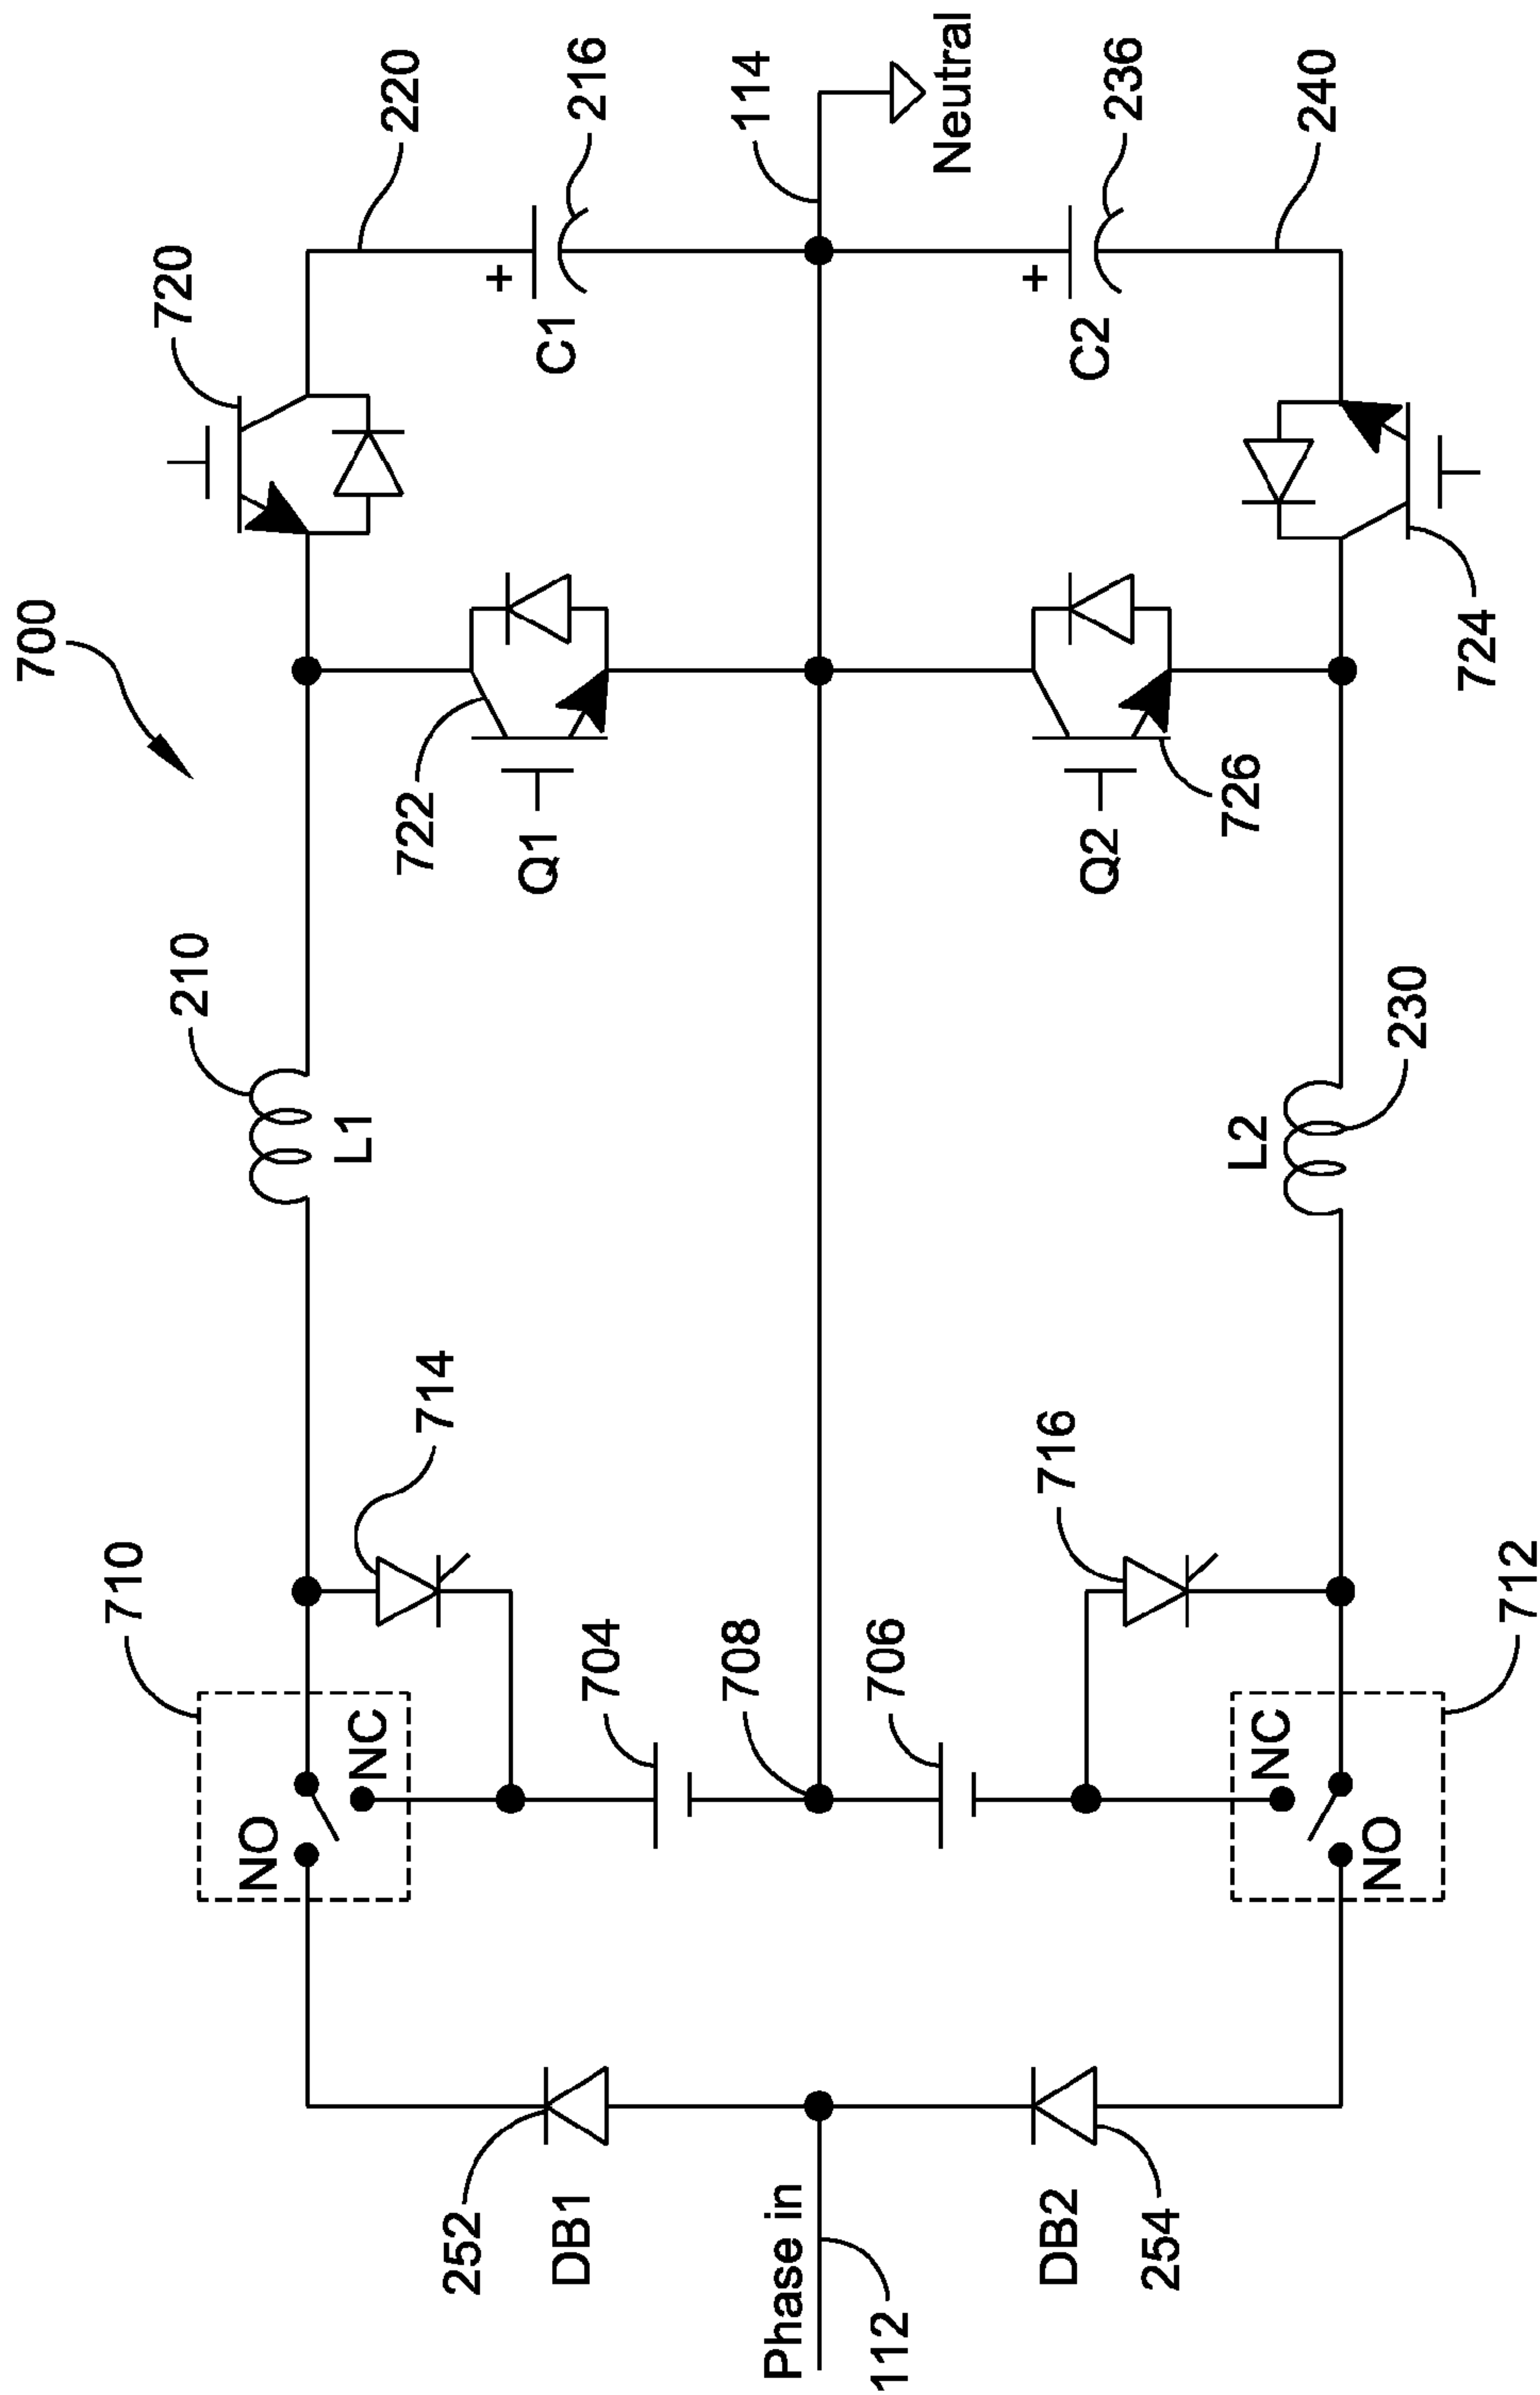 700
720
220
216
C1
+
114
Neutral
236
C2
+
240
724
722
Q1
Q2
726
210
L1
L2
230
714
710
NO
NC
704
708
706
716
NC
NO
712
252
DB1
Phase in
112
DB2
254